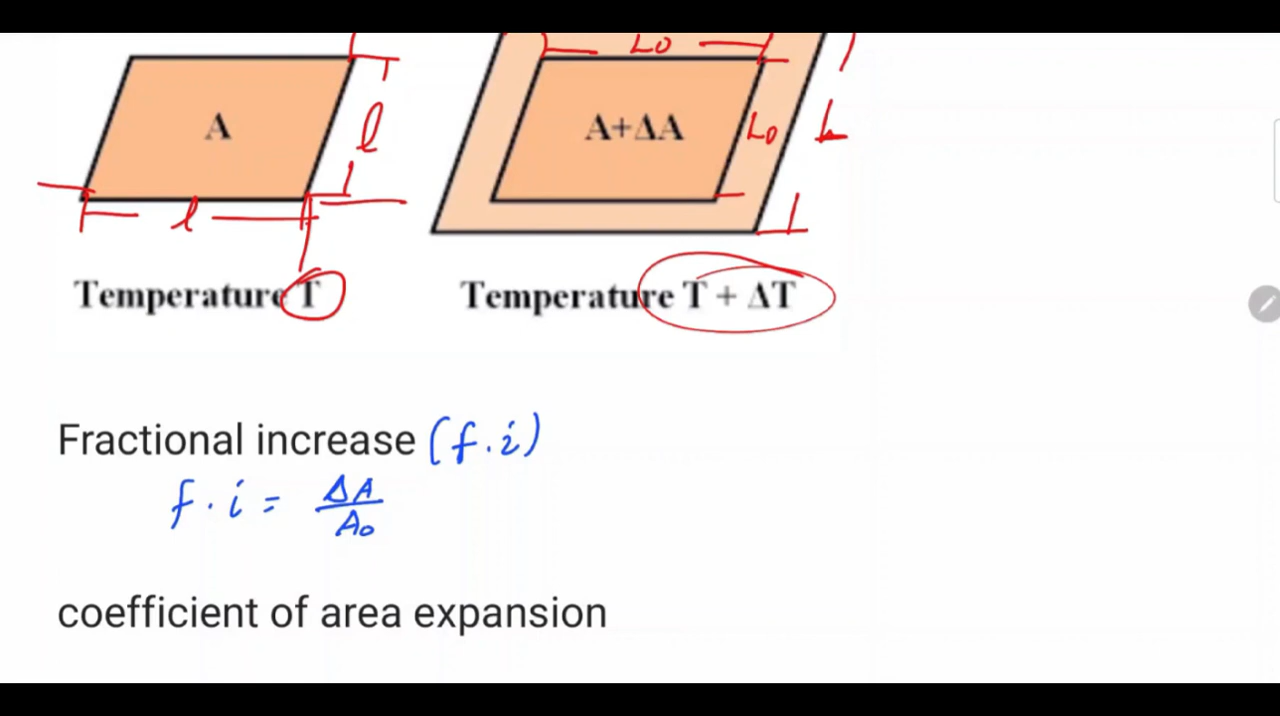 L₀
A
l
A+ΔA
L₀
L
l
Temperature T
Temperature T + ΔT
Fractional increase (f.i)
f.i = ΔA/A₀
coefficient of area expansion